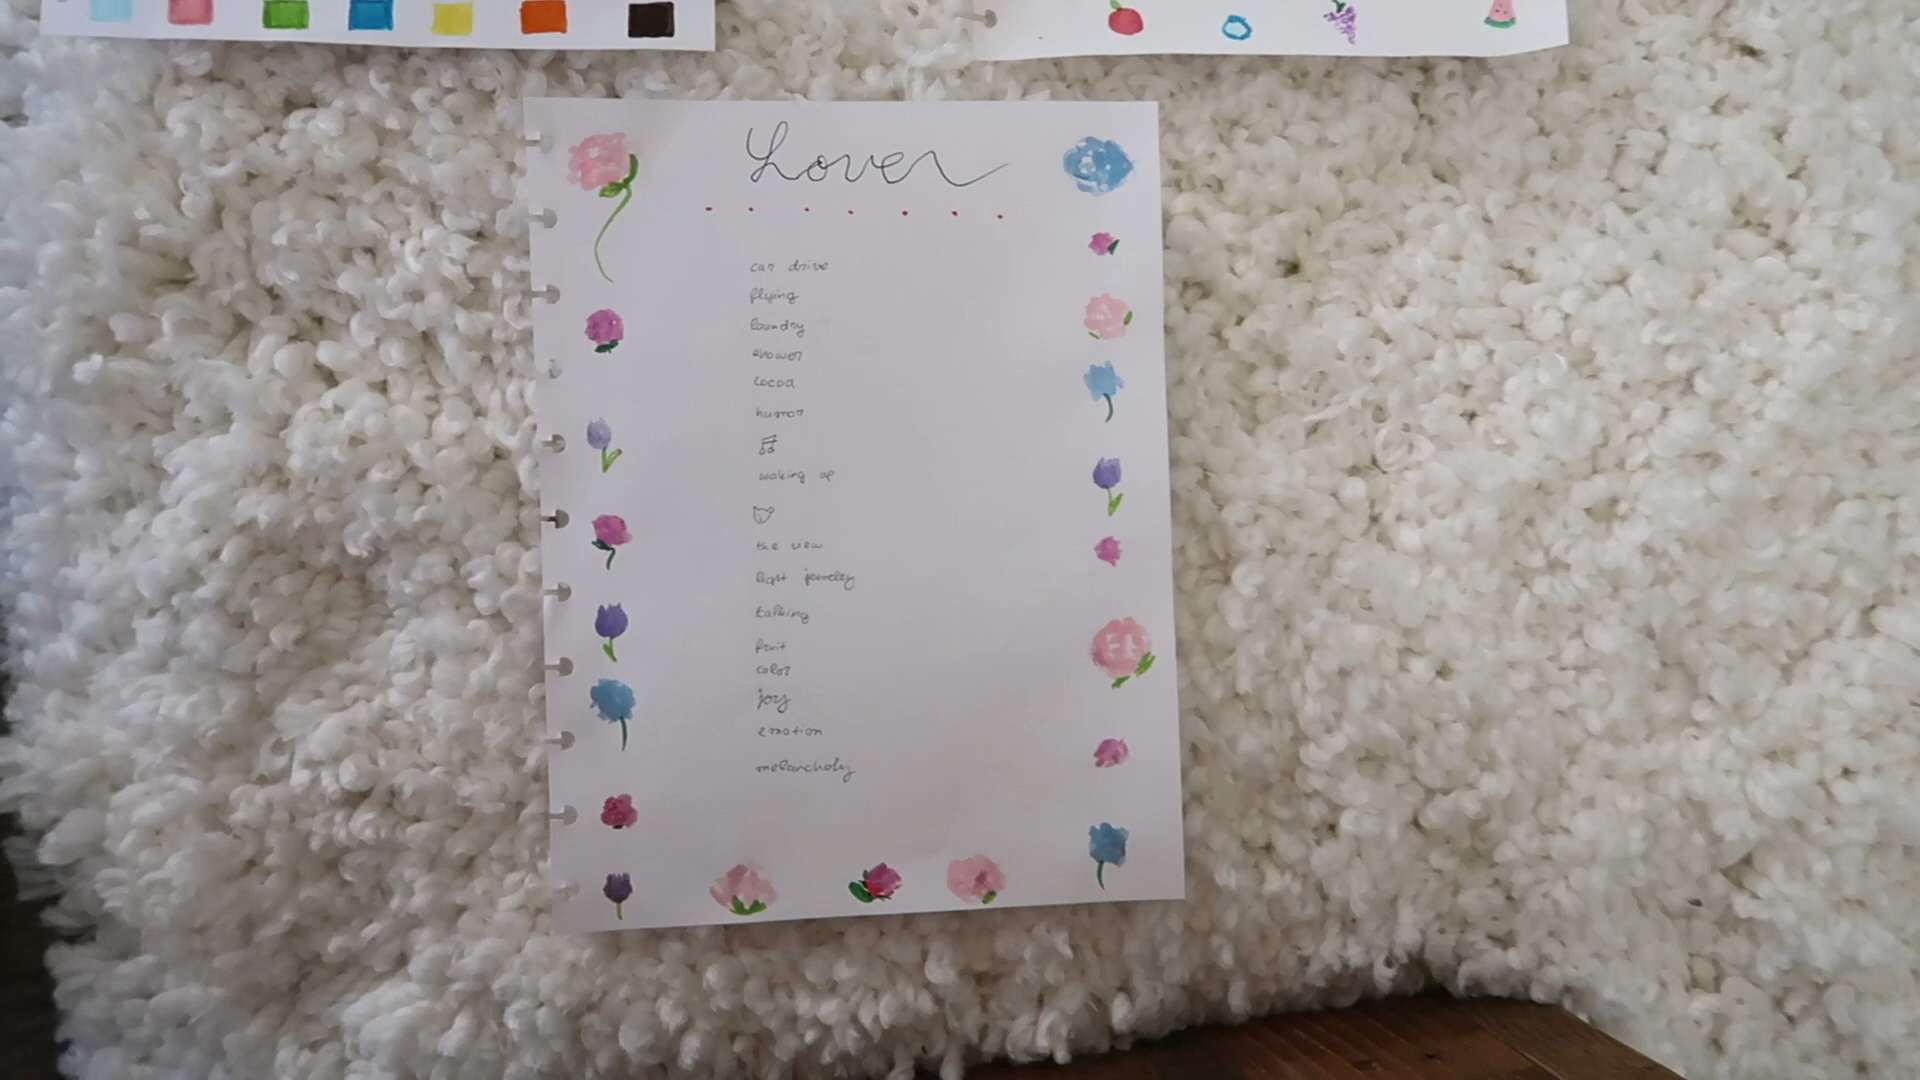 Lover
car drive
flying
laundry
shower
cocoa
humor
waking up
the view
light jewelry
talking
fruit
color
joy
emotion
melancholy